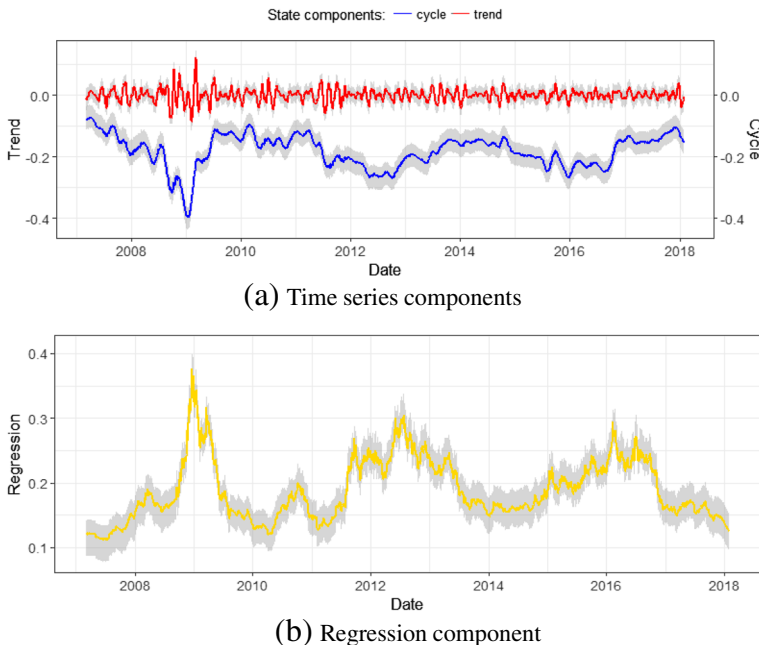 State components: cycle trend
0.0
-0.2
-0.4
Trend
0.0
-0.2
-0.4
Cycle
2008 2010 2012 2014 2016 2018
Date
(a) Time series components
0.4
0.3
0.2
0.1
Regression
2008 2010 2012 2014 2016 2018
Date
(b) Regression component